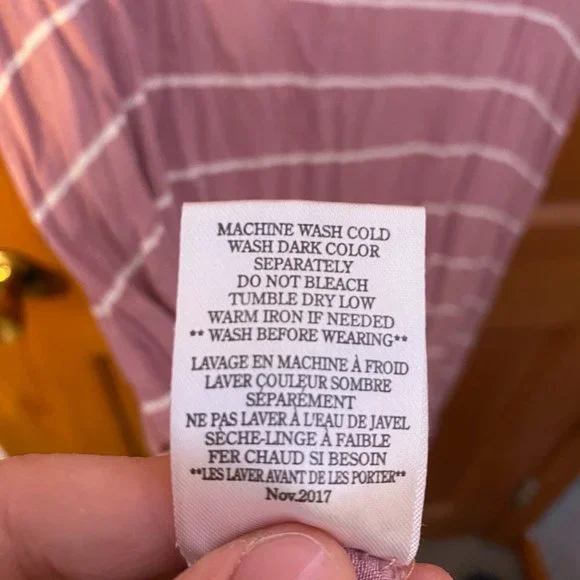 MACHINE WASH COLD
WASH DARK COLOR
SEPARATELY
DO NOT BLEACH
TUMBLE DRY LOW
WARM IRON IF NEEDED
** WASH BEFORE WEARING**
LAVAGE EN MACHINE À FROID
LAVER ÇOULEUR SOMBRE
SÉPARÉMENT
NE PAS LAVER À L'EAU DE JAVEL
SÈCHE-LINGE À FAIBLE
FER CHAUD SI BESOIN
**LES LAVER AVANT DE LES PORTER**
Nov.2017